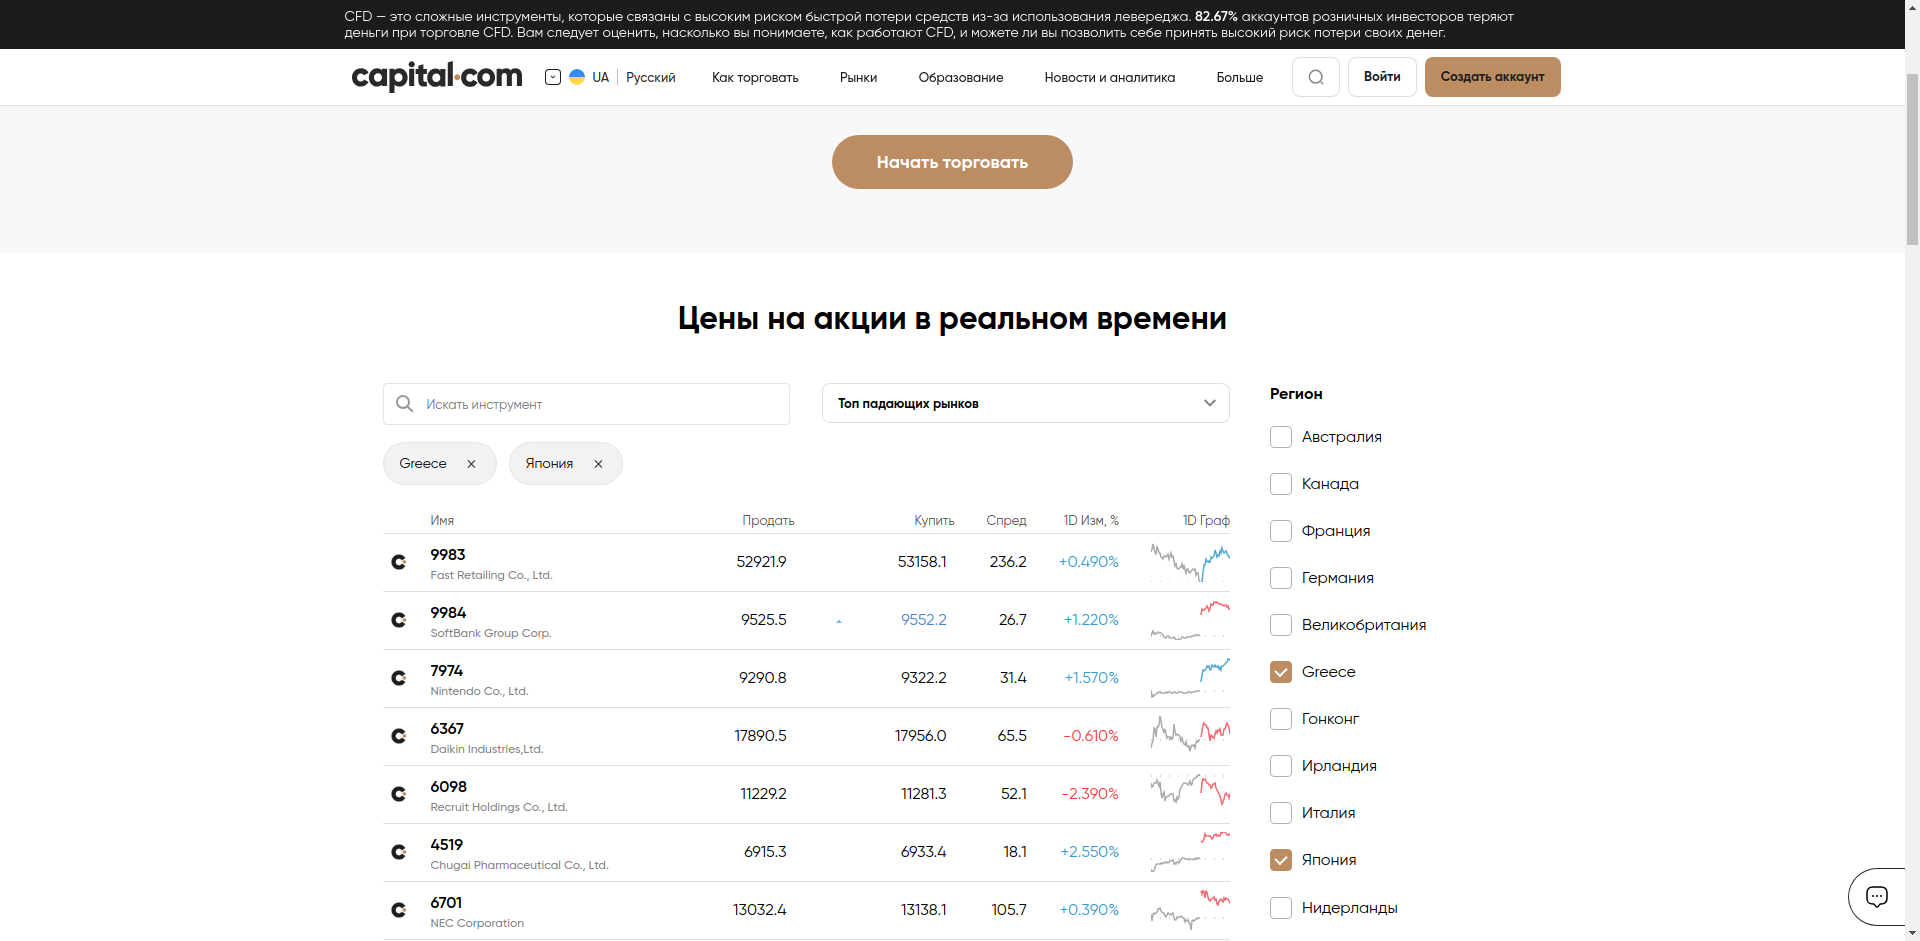 CFD — это сложные инструменты, которые связаны с высоким риском быстрой потери средств из-за использования левереджа. 82.67% аккаунтов розничных инвесторов теряют
деньги при торговле CFD. Вам следует оценить, насколько вы понимаете, как работают CFD, и можете ли вы позволить себе принять высокий риск потери своих денег.
capital.com UA Русский Как торговать Рынки Образование Новости и аналитика Больше Войти Создать аккаунт
Начать торговать
Цены на акции в реальном времени
Искать инструмент
Топ падающих рынков
Greece Япония
Имя Продать Купить Спред 1D Изм, % 1D Граф
9983 52921.9 53158.1 236.2 +0.490%
Fast Retailing Co., Ltd.
9984 9525.5 9552.2 26.7 +1.220%
SoftBank Group Corp.
7974 9290.8 9322.2 31.4 +1.570%
Nintendo Co., Ltd.
6367 17890.5 17956.0 65.5 -0.610%
Daikin Industries,Ltd.
6098 11229.2 11281.3 52.1 -2.390%
Recruit Holdings Co., Ltd.
4519 6915.3 6933.4 18.1 +2.550%
Chugai Pharmaceutical Co., Ltd.
6701 13032.4 13138.1 105.7 +0.390%
NEC Corporation
Регион
Австралия
Канада
Франция
Германия
Великобритания
Greece
Гонконг
Ирландия
Италия
Япония
Нидерланды